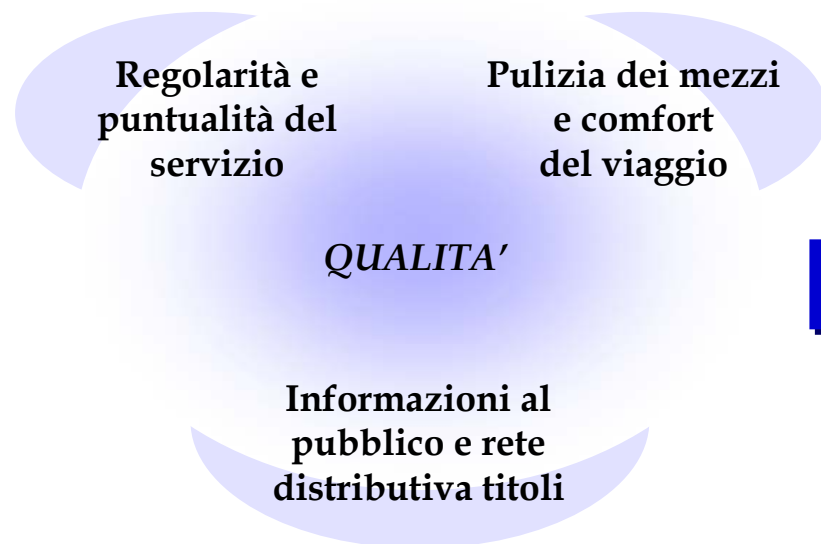 Regolarità e
puntualità del
servizio
Pulizia dei mezzi
e comfort
del viaggio
QUALITA'
Informazioni al
pubblico e rete
distributiva titoli